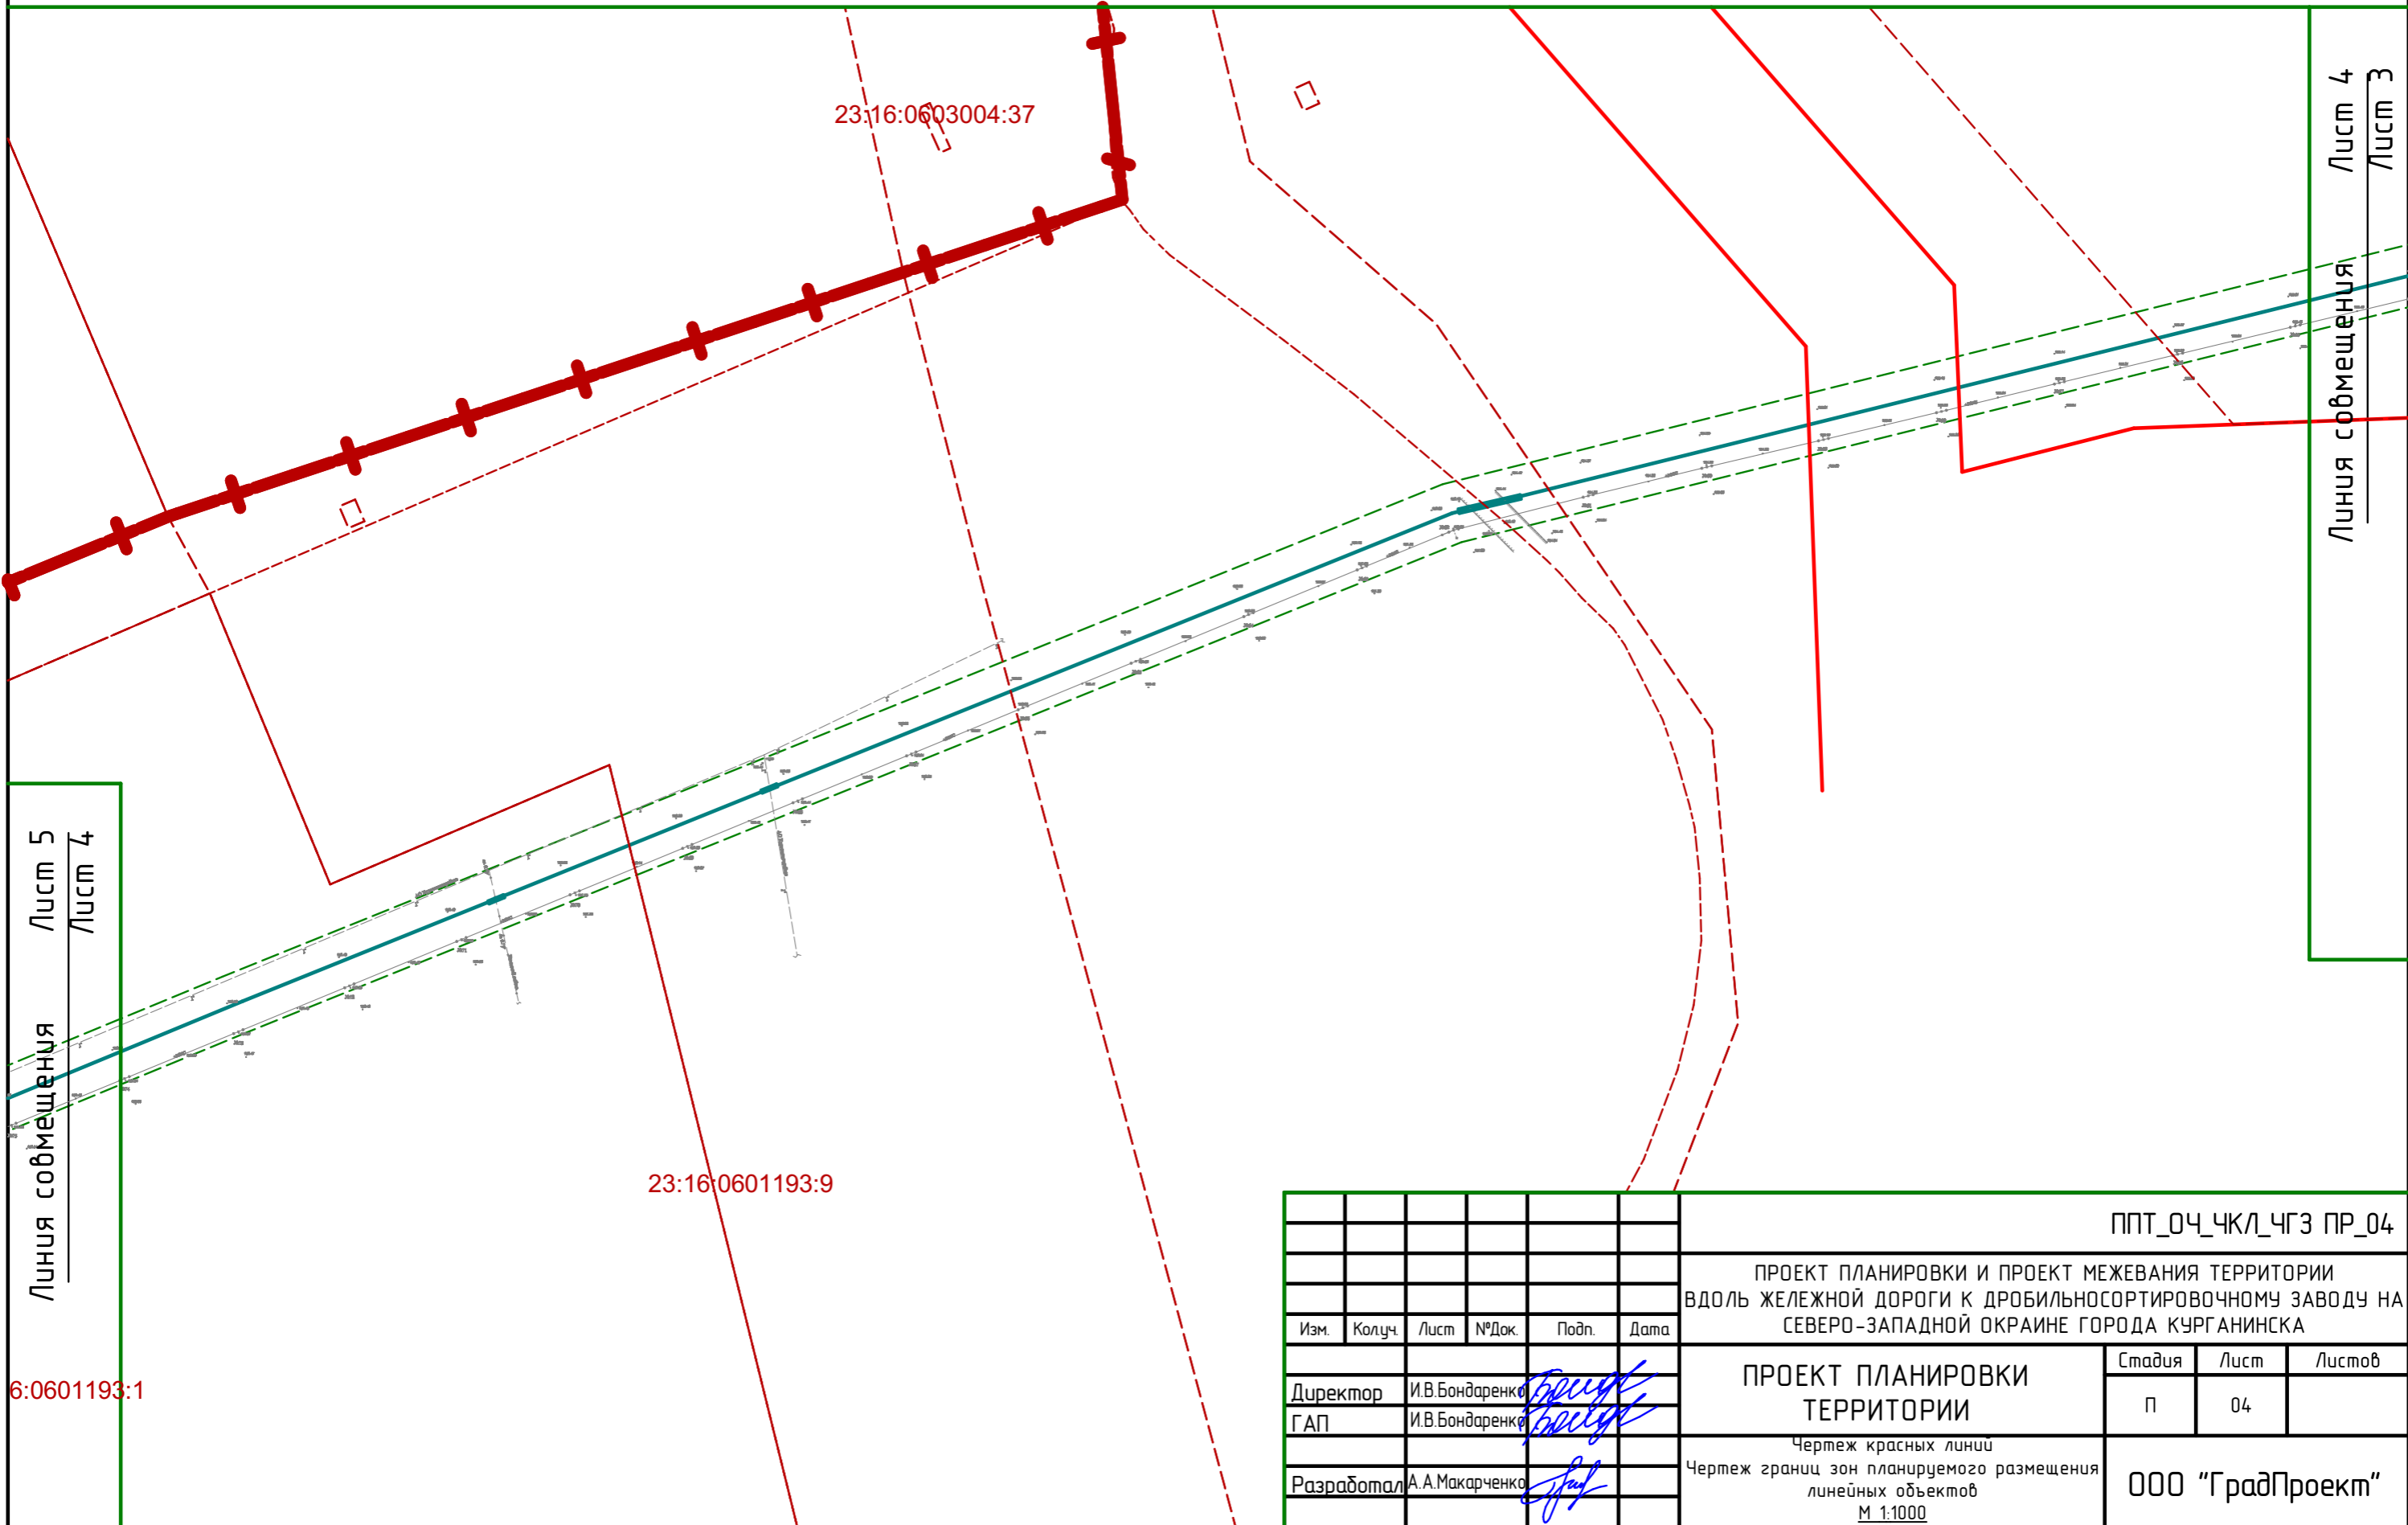 23:16:0603004:37
Лист 4
Лист 3
Линия совмещения
Лист 5
Лист 4
Линия совмещения
23:16:0601193:9
6:0601193:1
ППТ_ОЧ_ЧКЛ_ЧГЗ ПР_04
ПРОЕКТ ПЛАНИРОВКИ И ПРОЕКТ МЕЖЕВАНИЯ ТЕРРИТОРИИ
ВДОЛЬ ЖЕЛЕЖНОЙ ДОРОГИ К ДРОБИЛЬНОСОРТИРОВОЧНОМУ ЗАВОДУ НА
СЕВЕРО-ЗАПАДНОЙ ОКРАИНЕ ГОРОДА КУРГАНИНСКА
Изм. Кол.уч. Лист №Док. Подп. Дата
Директор И.В.Бондаренко
ГАП И.В.Бондаренко
Разработал А.А.Макарченко
ПРОЕКТ ПЛАНИРОВКИ
ТЕРРИТОРИИ
Стадия Лист Листов
П 04
Чертеж красных линий
Чертеж границ зон планируемого размещения
линейных объектов
М 1:1000
ООО "ГрадПроект"